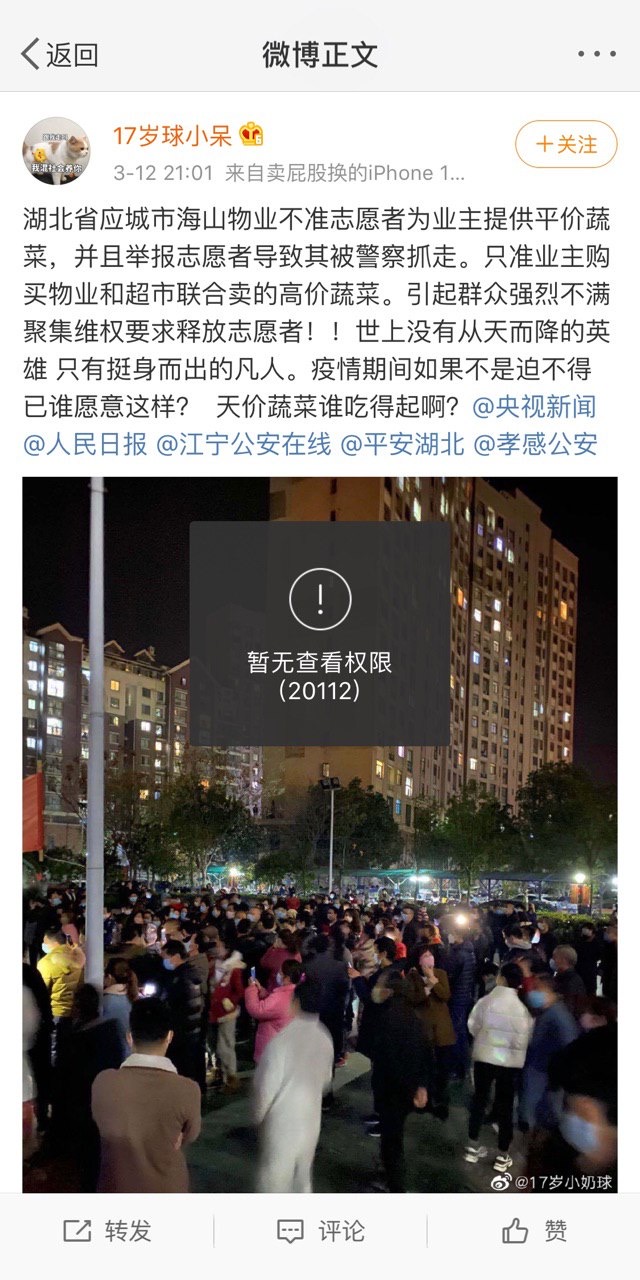 返回
微博正文
17岁球小呆
+关注
3-12 21:01 来自卖屁股换的iPhone 1...
湖北省应城市海山物业不准志愿者为业主提供平价蔬
菜，并且举报志愿者导致其被警察抓走。只准业主购
买物业和超市联合卖的高价蔬菜。引起群众强烈不满
聚集维权要求释放志愿者！！世上没有从天而降的英
雄 只有挺身而出的凡人。疫情期间如果不是迫不得
已谁愿意这样？ 天价蔬菜谁吃得起啊？@央视新闻
@人民日报 @江宁公安在线 @平安湖北 @孝感公安
暂无查看权限
(20112)
@17岁小奶球
转发
评论
赞